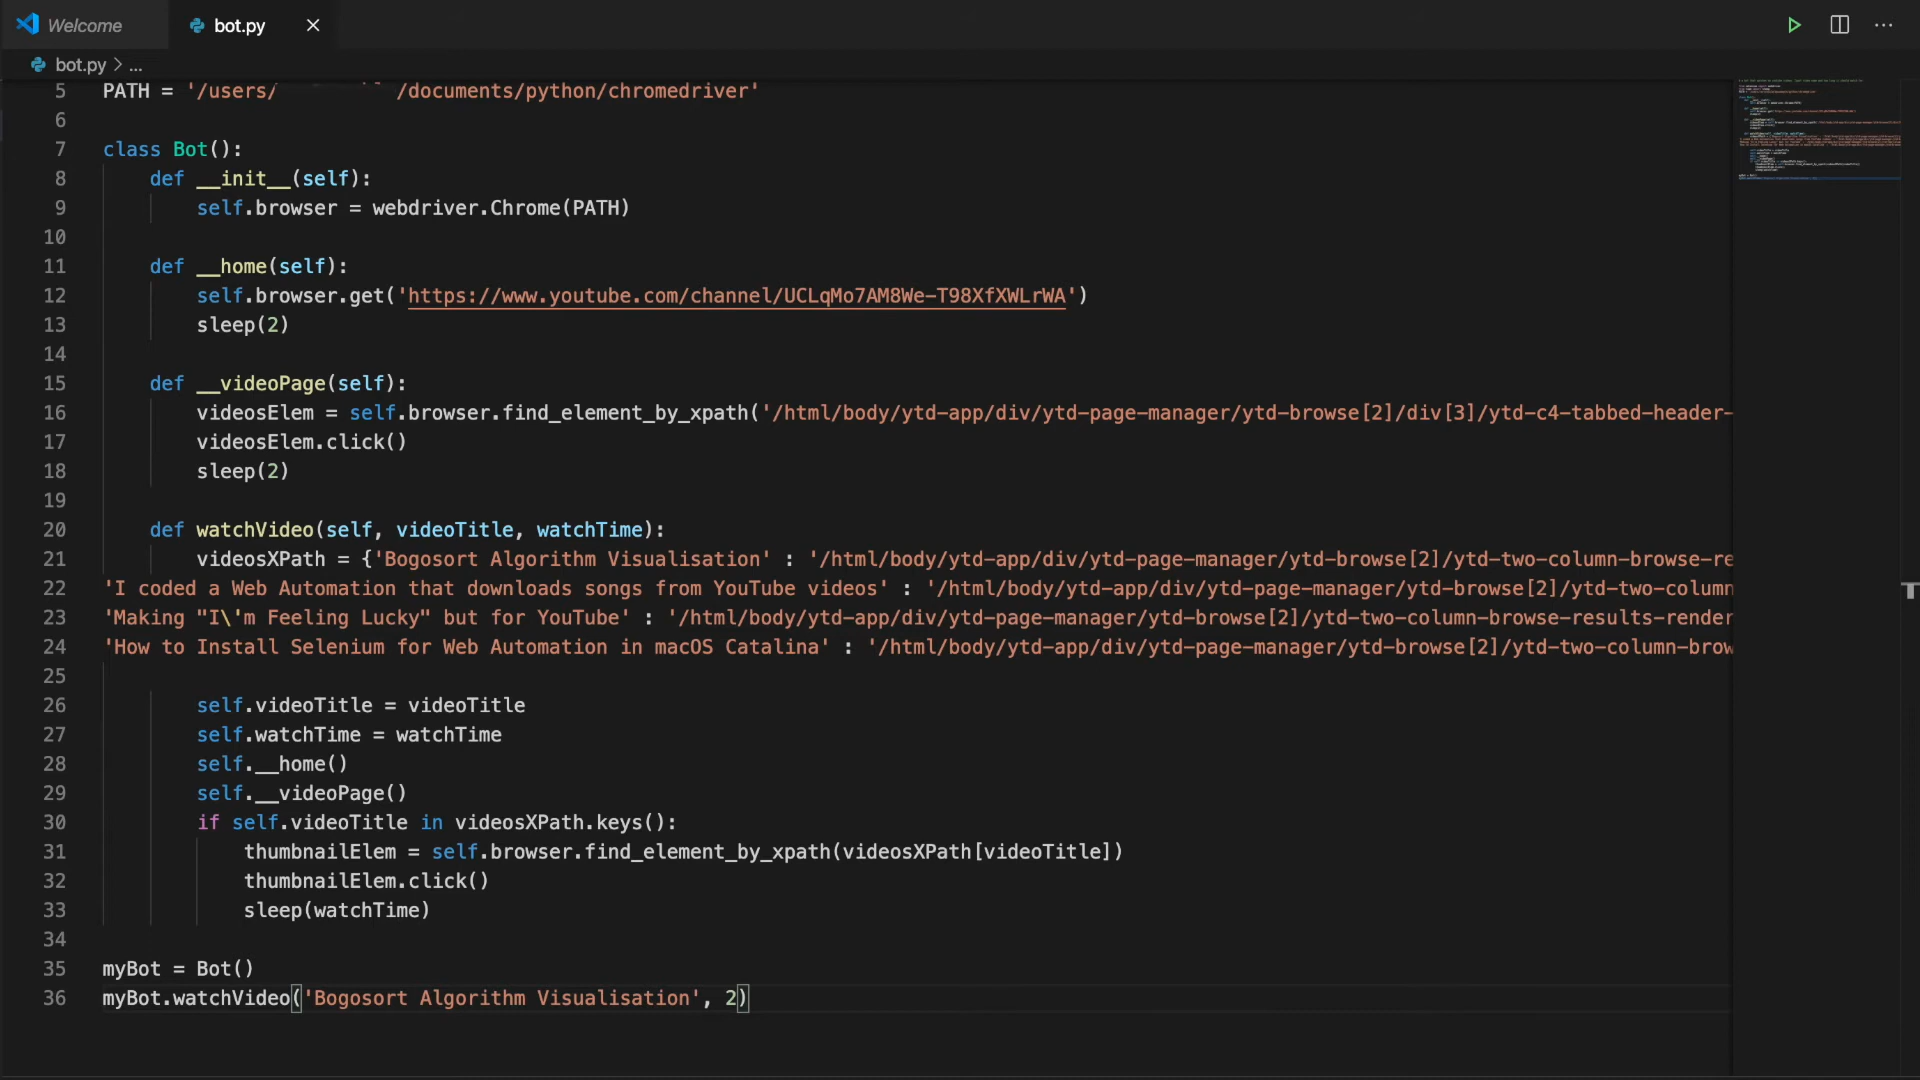 Welcome
bot.py
bot.py > ...
5 PATH = '/users/ /documents/python/chromedriver'
6
7 class Bot():
8 def __init__(self):
9 self.browser = webdriver.Chrome(PATH)
10
11 def __home(self):
12 self.browser.get('https://www.youtube.com/channel/UCLqMo7AM8We-T98XfXWLrWA')
13 sleep(2)
14
15 def __videoPage(self):
16 videosElem = self.browser.find_element_by_xpath('/html/body/ytd-app/div/ytd-page-manager/ytd-browse[2]/div[3]/ytd-c4-tabbed-header-
17 videosElem.click()
18 sleep(2)
19
20 def watchVideo(self, videoTitle, watchTime):
21 videosXPath = {'Bogosort Algorithm Visualisation' : '/html/body/ytd-app/div/ytd-page-manager/ytd-browse[2]/ytd-two-column-browse-re
22 'I coded a Web Automation that downloads songs from YouTube videos' : '/html/body/ytd-app/div/ytd-page-manager/ytd-browse[2]/ytd-two-column
23 'Making "I\'m Feeling Lucky" but for YouTube' : '/html/body/ytd-app/div/ytd-page-manager/ytd-browse[2]/ytd-two-column-browse-results-render
24 'How to Install Selenium for Web Automation in macOS Catalina' : '/html/body/ytd-app/div/ytd-page-manager/ytd-browse[2]/ytd-two-column-brow
25
26 self.videoTitle = videoTitle
27 self.watchTime = watchTime
28 self.__home()
29 self.__videoPage()
30 if self.videoTitle in videosXPath.keys():
31 thumbnailElem = self.browser.find_element_by_xpath(videosXPath[videoTitle])
32 thumbnailElem.click()
33 sleep(watchTime)
34
35 myBot = Bot()
36 myBot.watchVideo('Bogosort Algorithm Visualisation', 2)